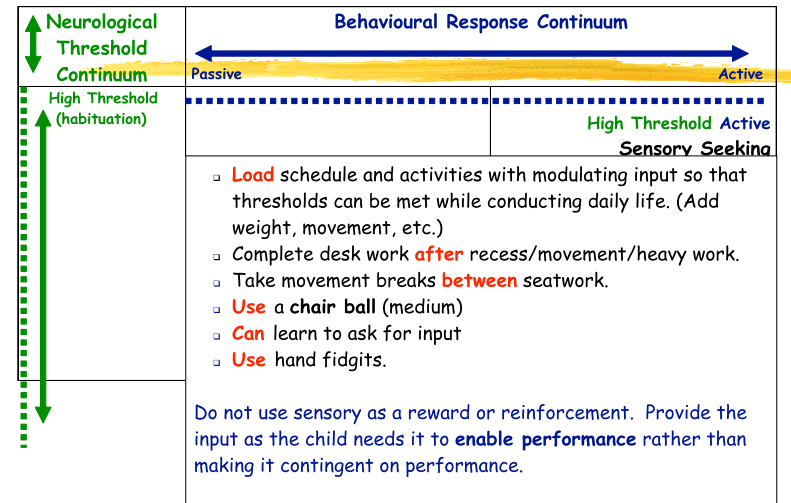 Neurological
Threshold
Continuum
Behavioural Response Continuum
Passive
Active
High Threshold
(habituation)
High Threshold Active
Sensory Seeking
Load schedule and activities with modulating input so that
thresholds can be met while conducting daily life. (Add
weight, movement, etc.)
Complete desk work after recess/movement/heavy work.
Take movement breaks between seatwork.
Use a chair ball (medium)
Can learn to ask for input
Use hand fidgits.
Do not use sensory as a reward or reinforcement. Provide the
input as the child needs it to enable performance rather than
making it contingent on performance.